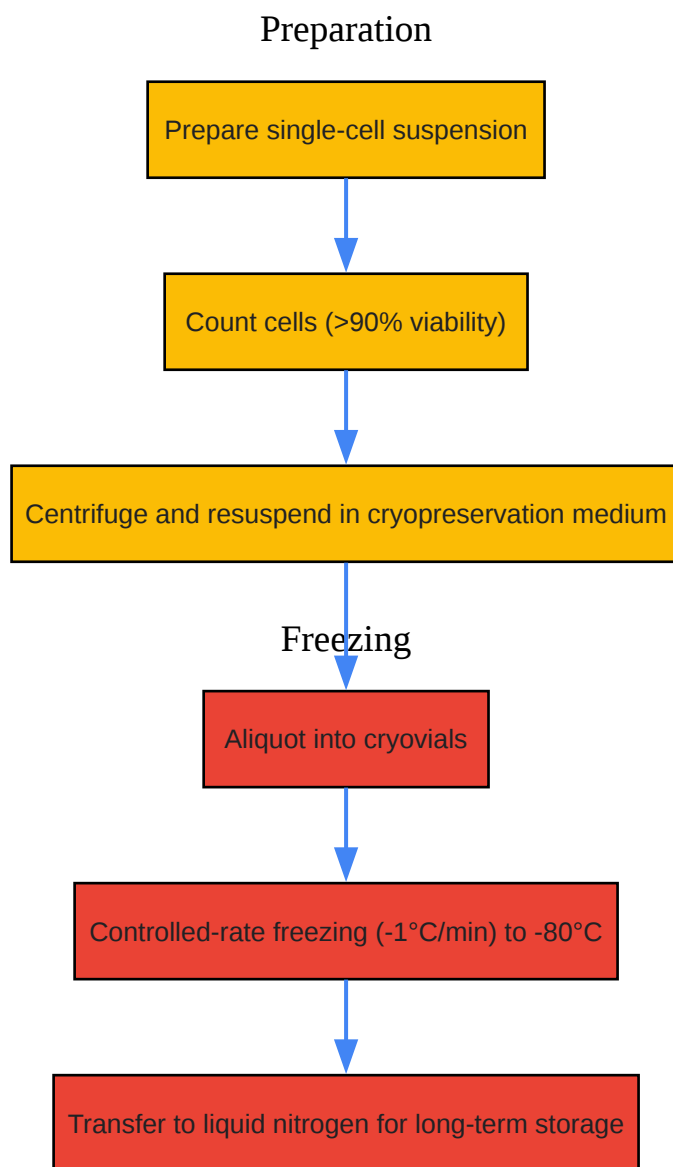 Preparation
Prepare single-cell suspension
Count cells (>90% viability)
Centrifuge and resuspend in cryopreservation medium
Freezing
Aliquot into cryovials
Controlled-rate freezing (-1°C/min) to -80°C
Transfer to liquid nitrogen for long-term storage